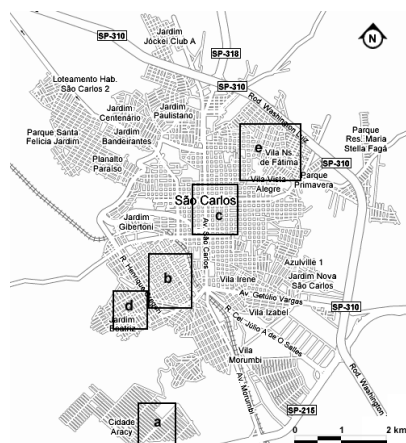 SP-310
Jardim
Jóckei Club A
SP-318
N
SP-310
Loteamento Hab.
São Carlos 2
Jardim
Centenário
Jardim
Paulistano
Rod. Washington Luiz
Parque Santa
Felicia Jardim
Jardim
Bandeirantes
e
Vila Ns.
de Fátima
Parque
Res. Maria
Stella Fagá
SP-310
Planalto
Paraíso
Vila Vista
Alegre
Parque
Primavera
São Carlos
c
Jardim
Gibertoni
Av. São Carlos
R. Henrique
b
Vila Irene
Azulville 1
Jardim Nova
São Carlos
Av. Getúlio Vargas
SP-310
d
Jardim
Beatriz
Vila Izabel
R. Cel. Júlio A de O Salles
Vila
Morumbi
Av. Morumbi
Rod. Washington
a
Cidade
Aracy
SP-215
0 1 2 km